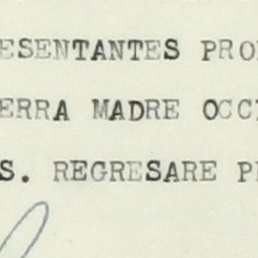 ESENTANTES PRO
ERRA MADRE OCC
S. REGRESARE P